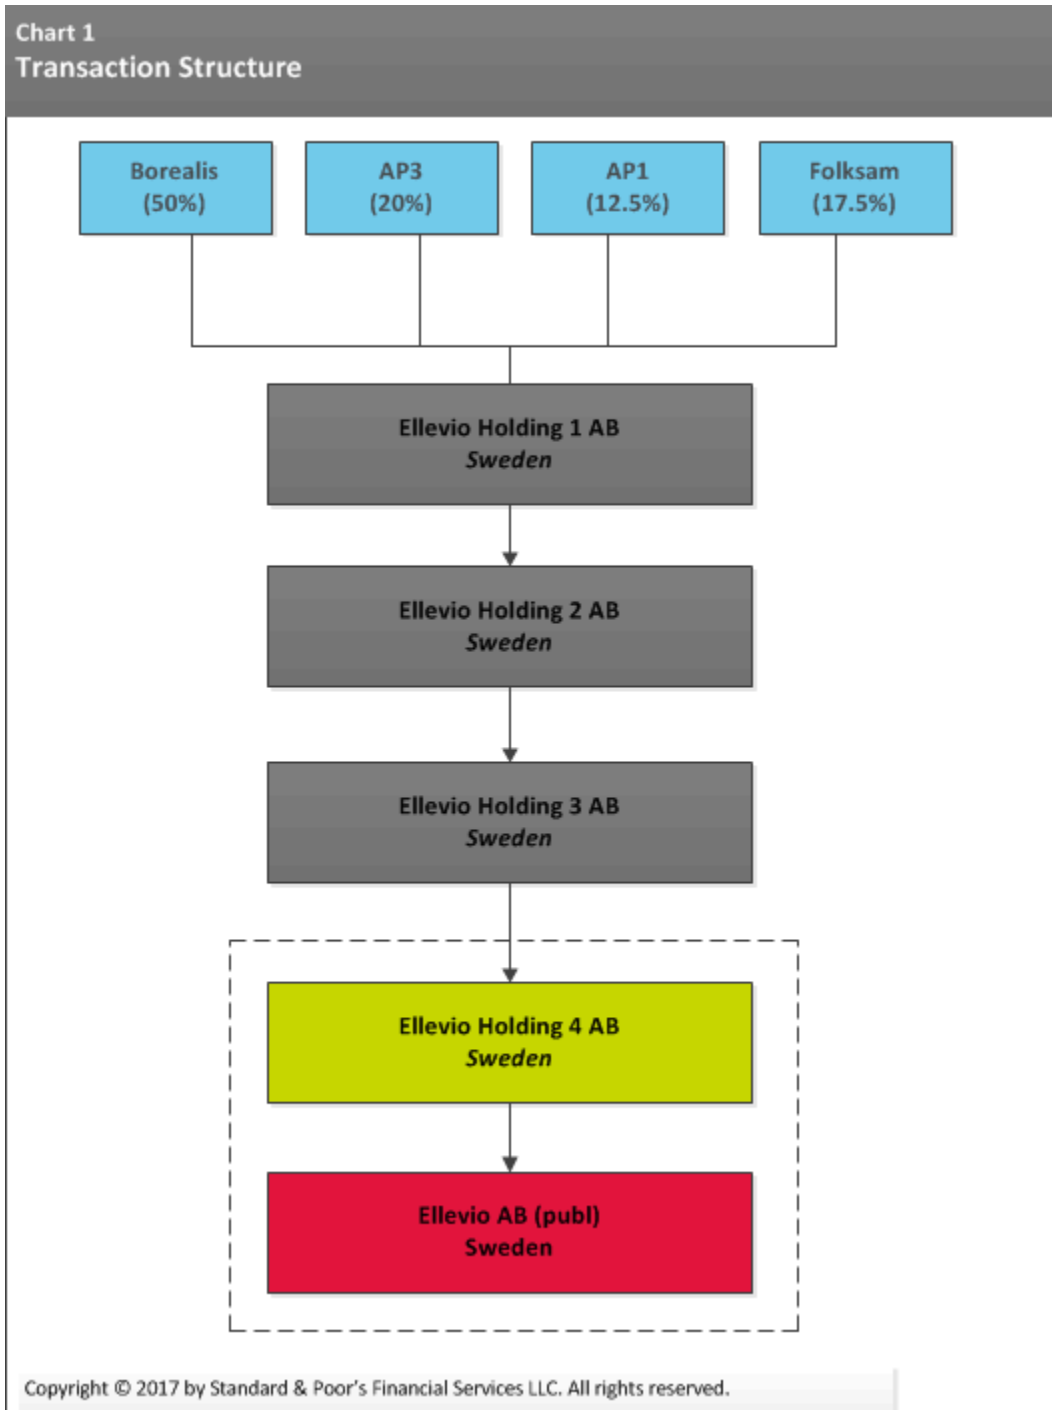 Chart 1
Transaction Structure
Borealis
(50%)
AP3
(20%)
AP1
(12.5%)
Folksam
(17.5%)
Ellevio Holding 1 AB
Sweden
Ellevio Holding 2 AB
Sweden
Ellevio Holding 3 AB
Sweden
Ellevio Holding 4 AB
Sweden
Ellevio AB (publ)
Sweden
Copyright © 2017 by Standard & Poor's Financial Services LLC. All rights reserved.